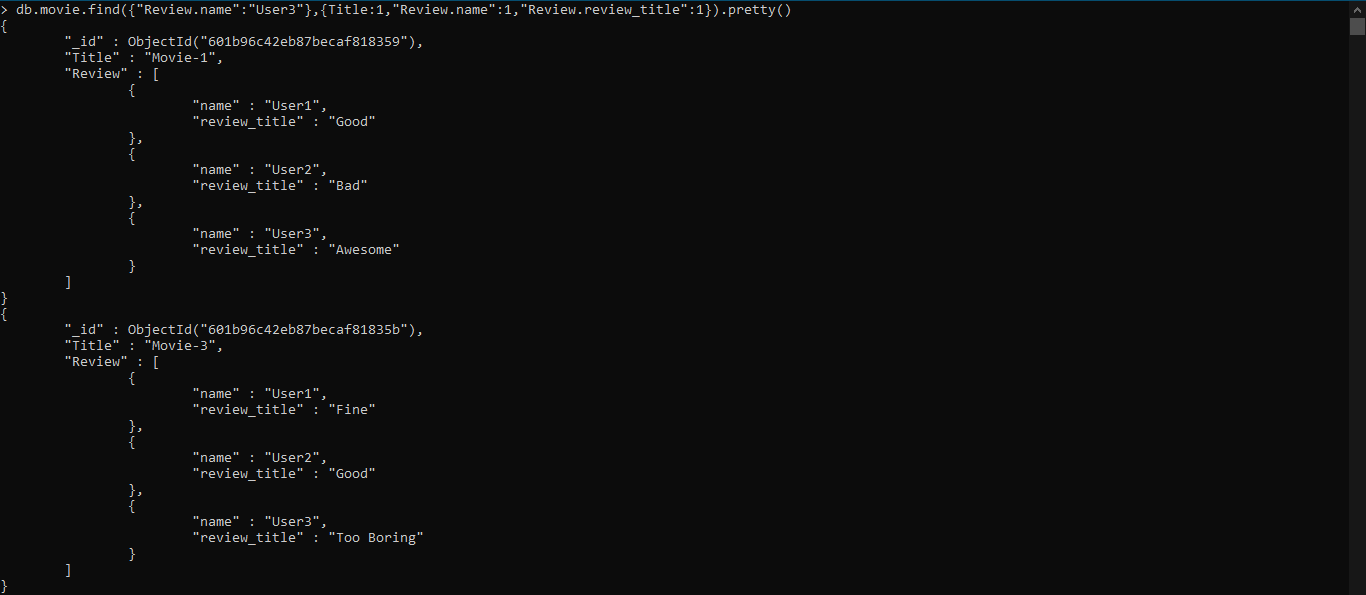 > db.movie.find({"Review.name":"User3"},{Title:1,"Review.name":1,"Review.review_title":1}).pretty()
{
        "_id" : ObjectId("601b96c42eb87becaf818359"),
        "Title" : "Movie-1",
        "Review" : [
                {
                        "name" : "User1",
                        "review_title" : "Good"
                },
                {
                        "name" : "User2",
                        "review_title" : "Bad"
                },
                {
                        "name" : "User3",
                        "review_title" : "Awesome"
                }
        ]
}
{
        "_id" : ObjectId("601b96c42eb87becaf81835b"),
        "Title" : "Movie-3",
        "Review" : [
                {
                        "name" : "User1",
                        "review_title" : "Fine"
                },
                {
                        "name" : "User2",
                        "review_title" : "Good"
                },
                {
                        "name" : "User3",
                        "review_title" : "Too Boring"
                }
        ]
}